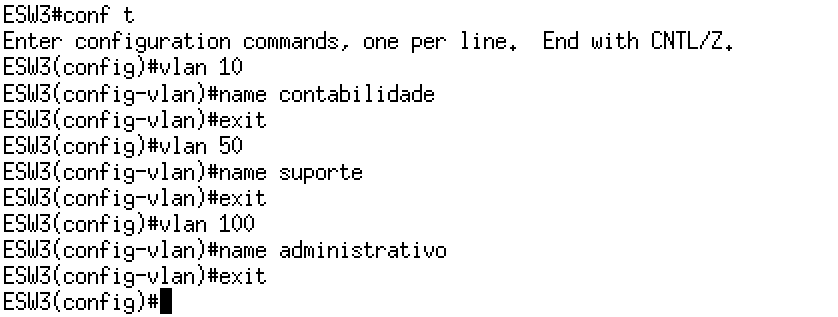 ESW3#conf t
Enter configuration commands, one per line.  End with CNTL/Z.
ESW3(config)#vlan 10
ESW3(config-vlan)#name contabilidade
ESW3(config-vlan)#exit
ESW3(config)#vlan 50
ESW3(config-vlan)#name suporte
ESW3(config-vlan)#exit
ESW3(config)#vlan 100
ESW3(config-vlan)#name administrativo
ESW3(config-vlan)#exit
ESW3(config)#